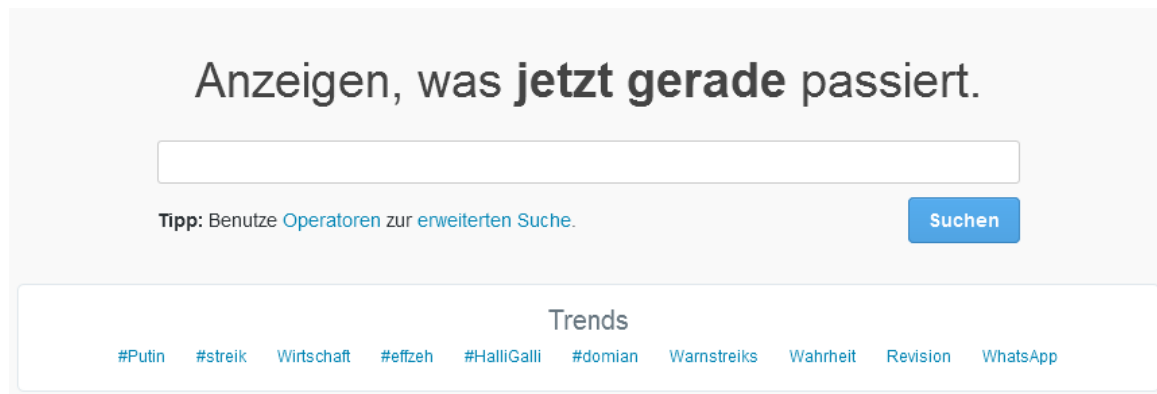 Anzeigen, was jetzt gerade passiert.
Tipp: Benutze Operatoren zur erweiterten Suche.
Suchen
Trends
#Putin #streik Wirtschaft #effzeh #HalliGalli #domian Warnstreiks Wahrheit Revision WhatsApp